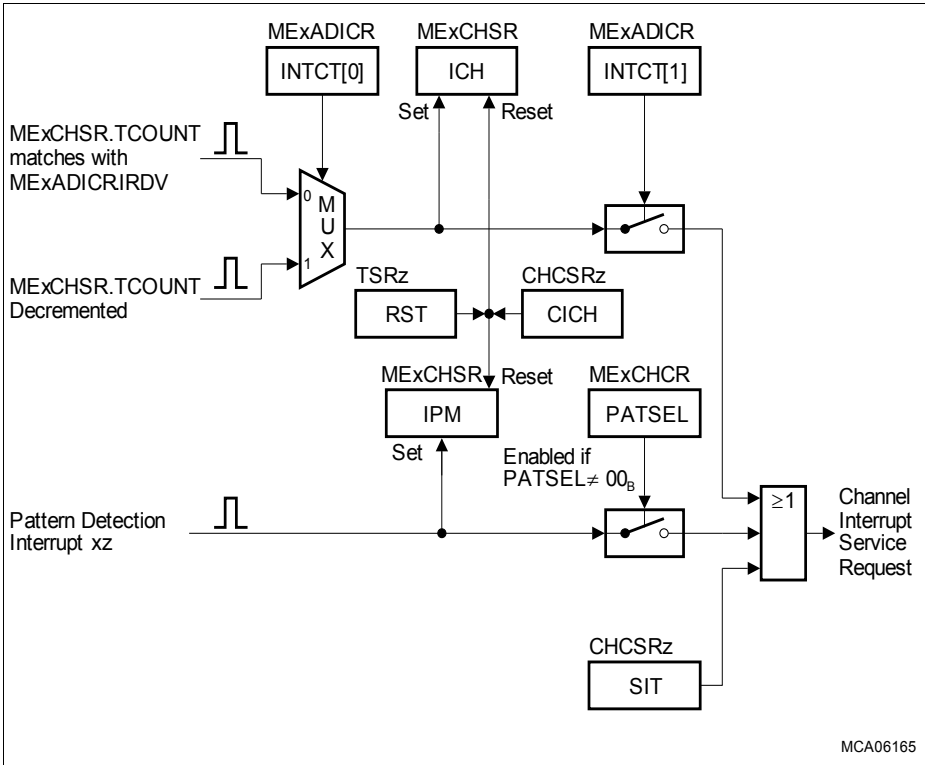 MExADICR
INTCT[0]
MExCHSR
ICH
MExADICR
INTCT[1]
Set
Reset
MExCHSR.TCOUNT
matches with
MExADICR.IRDV
0
M
U
X
1
MExCHSR.TCOUNT
Decremented
TSRz
RST
CHCSRz
CICH
MExCHSR
Reset
IPM
Set
MExCHCR
PATSEL
Enabled if
PATSEL≠ 00B
Pattern Detection
Interrupt xz
≥1
Channel
Interrupt
Service
Request
CHCSRz
SIT
MCA06165